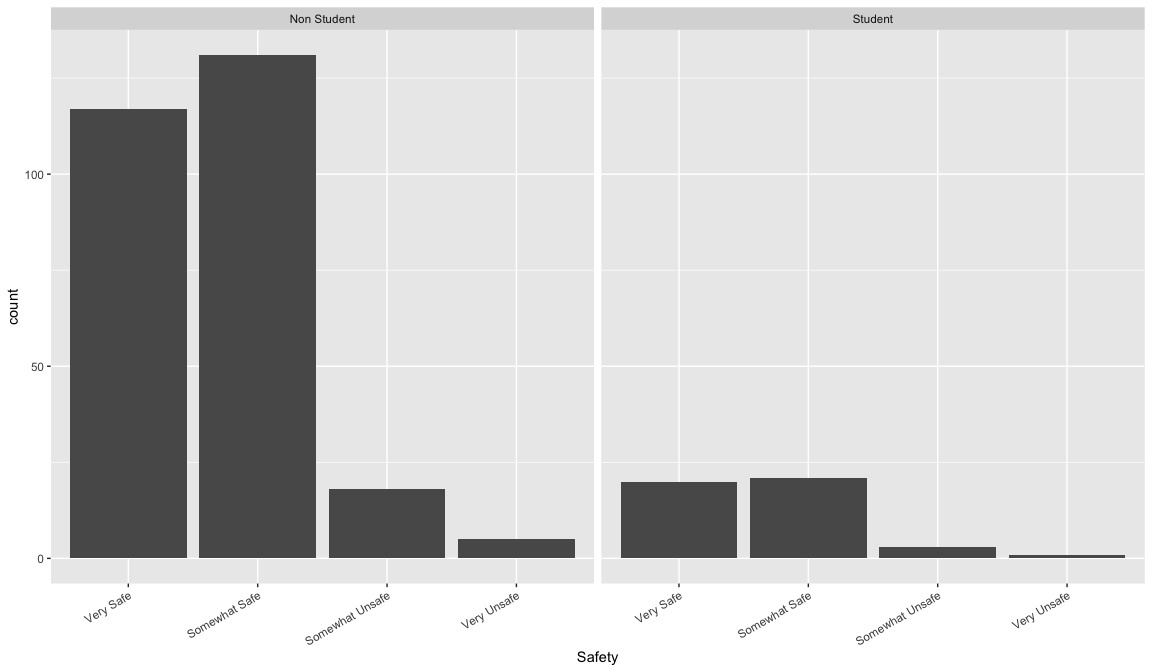 Non Student
Student
count
100
50
0
Very Safe
Somewhat Safe
Somewhat Unsafe
Very Unsafe
Very Safe
Somewhat Safe
Somewhat Unsafe
Very Unsafe
Safety